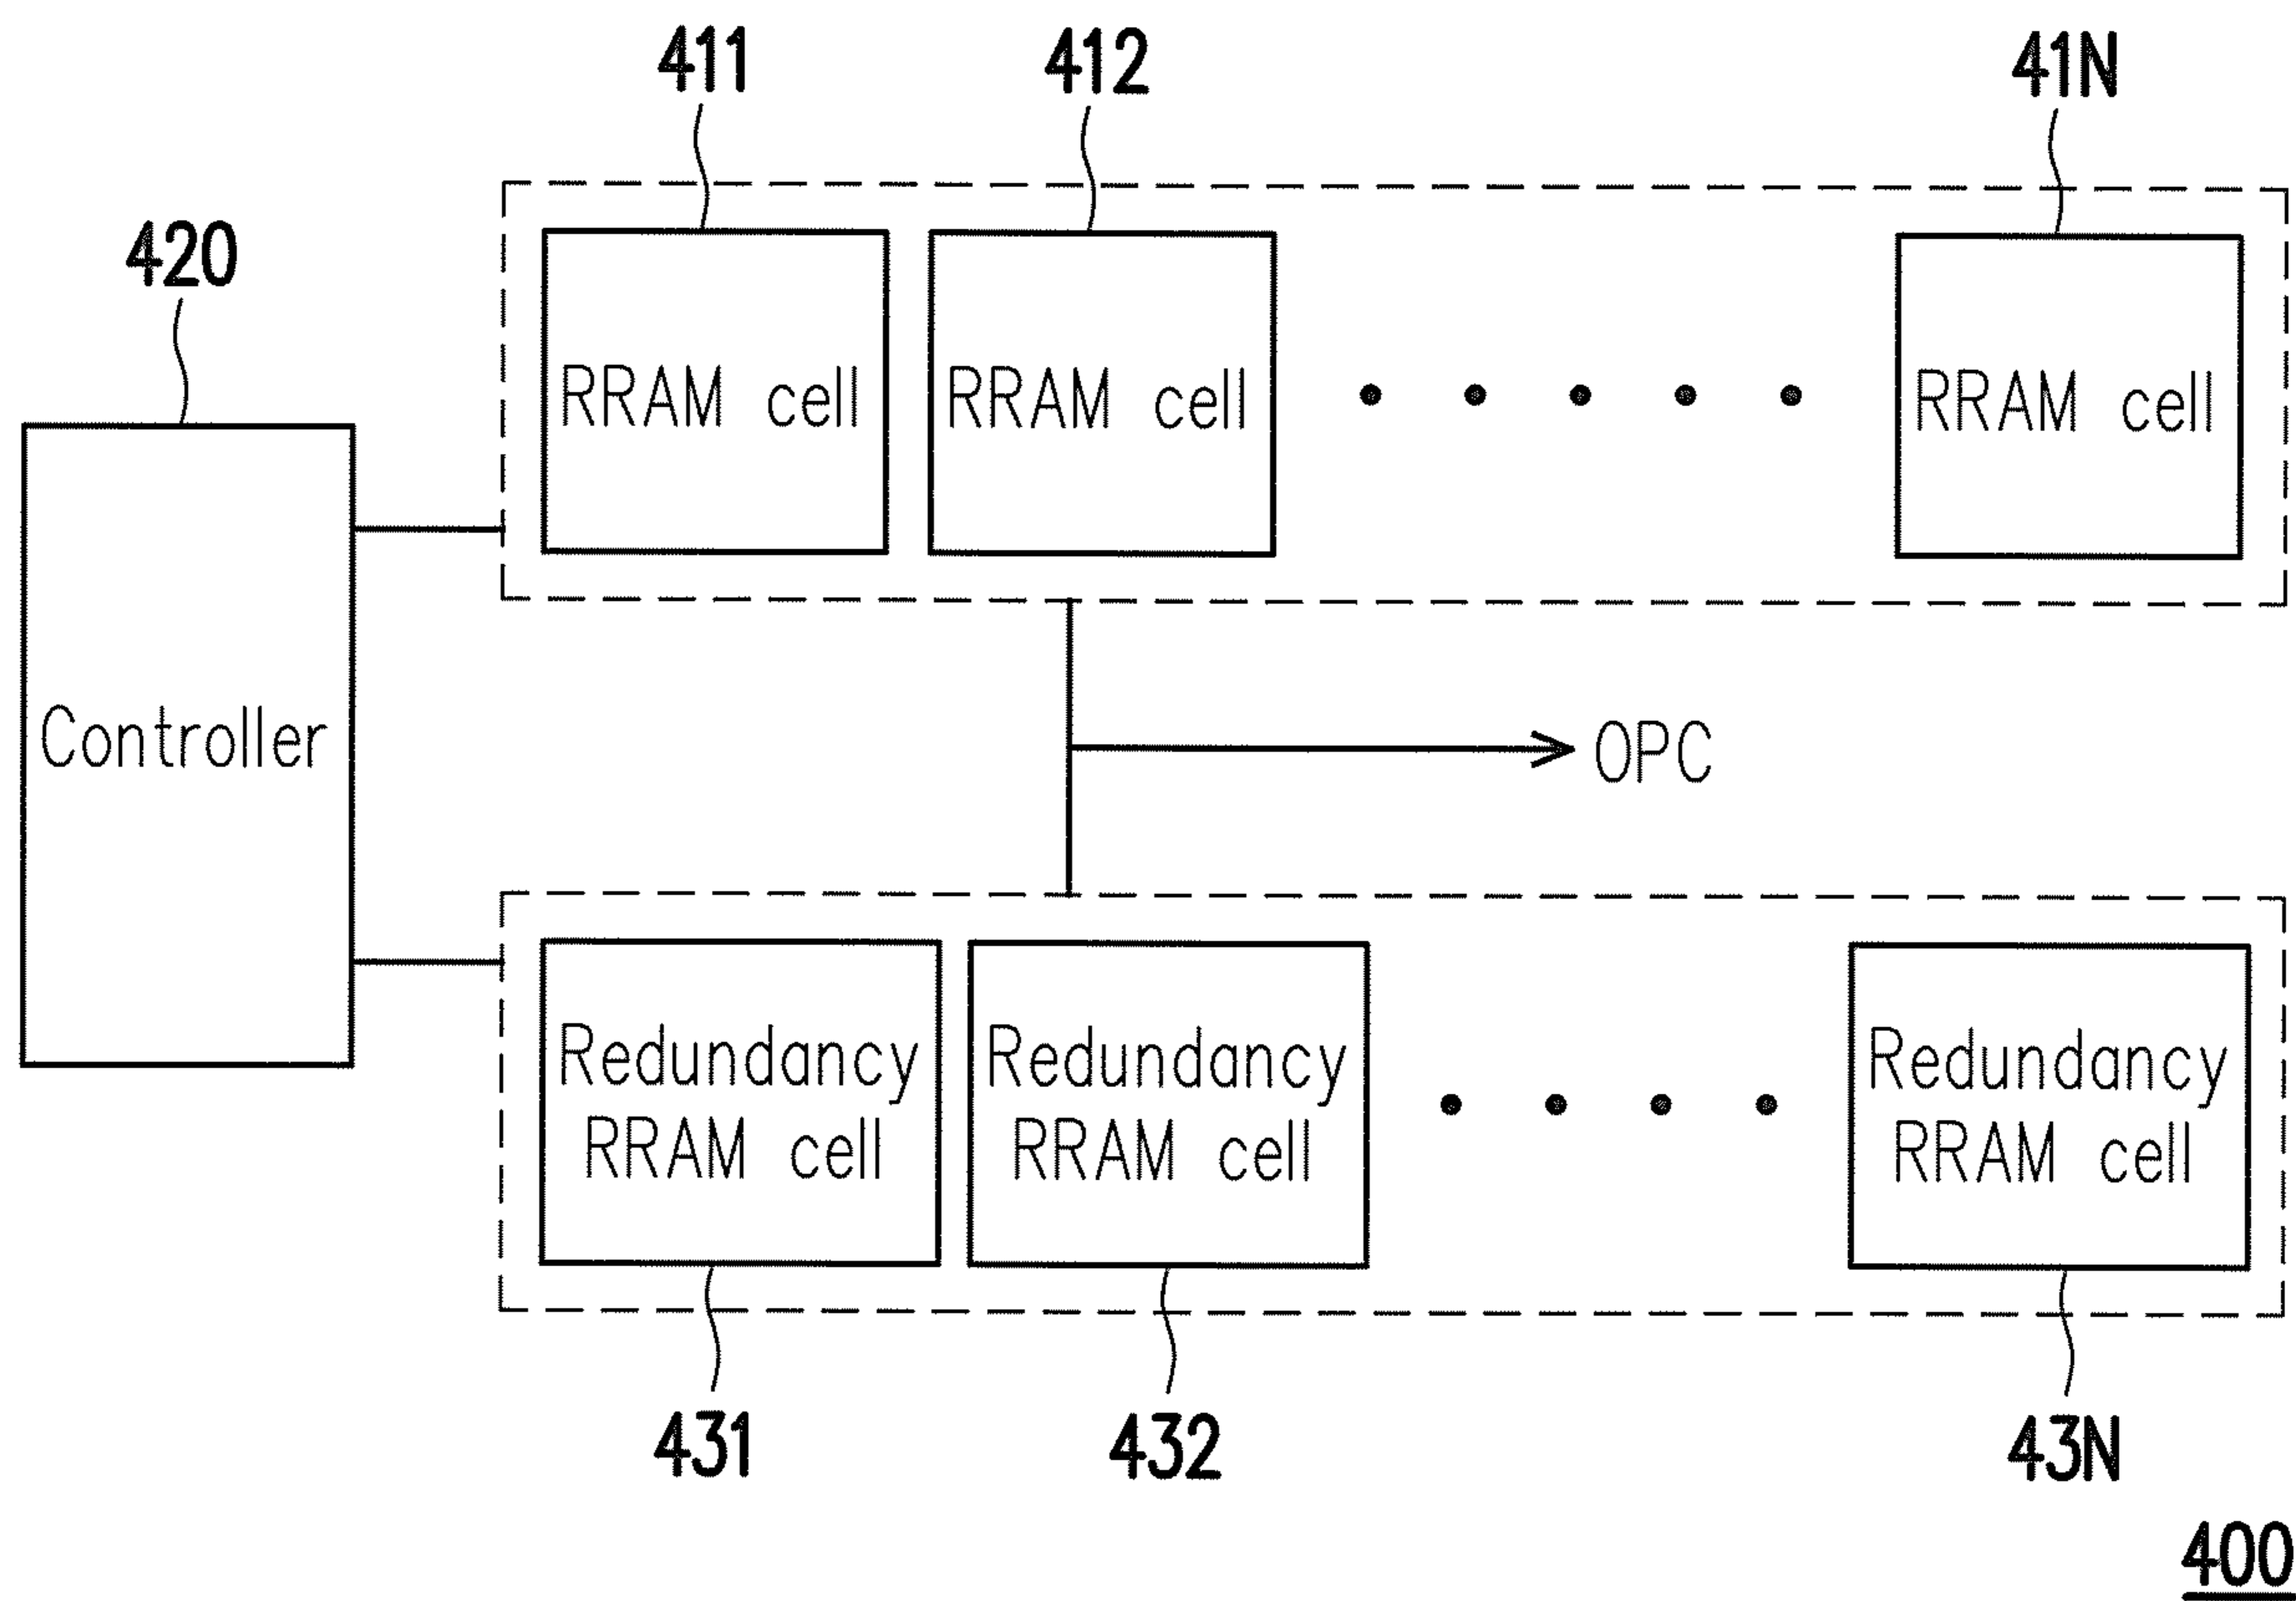 411
412
41N
420
RRAM cell
RRAM cell
RRAM cell
Controller
OPC
Redundancy
RRAM cell
Redundancy
RRAM cell
Redundancy
RRAM cell
431
432
43N
400